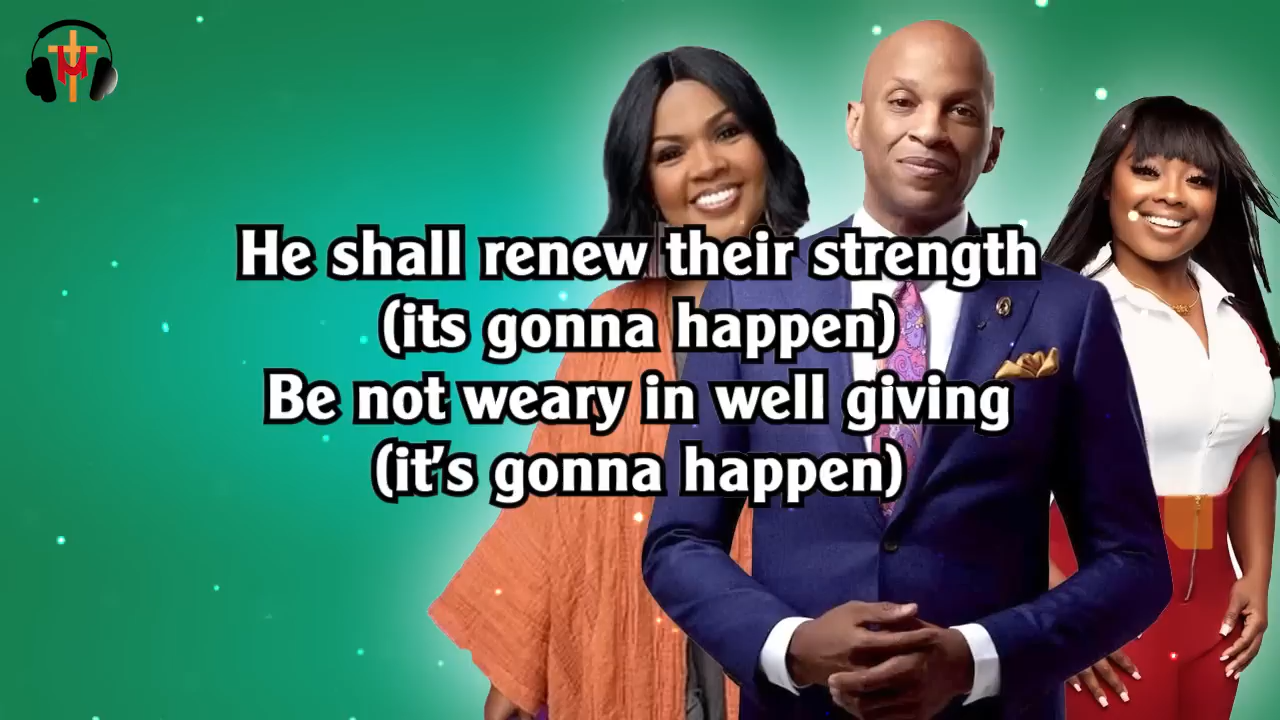 He shall renew their strength
(its gonna happen)
Be not weary in well giving
(it's gonna happen)